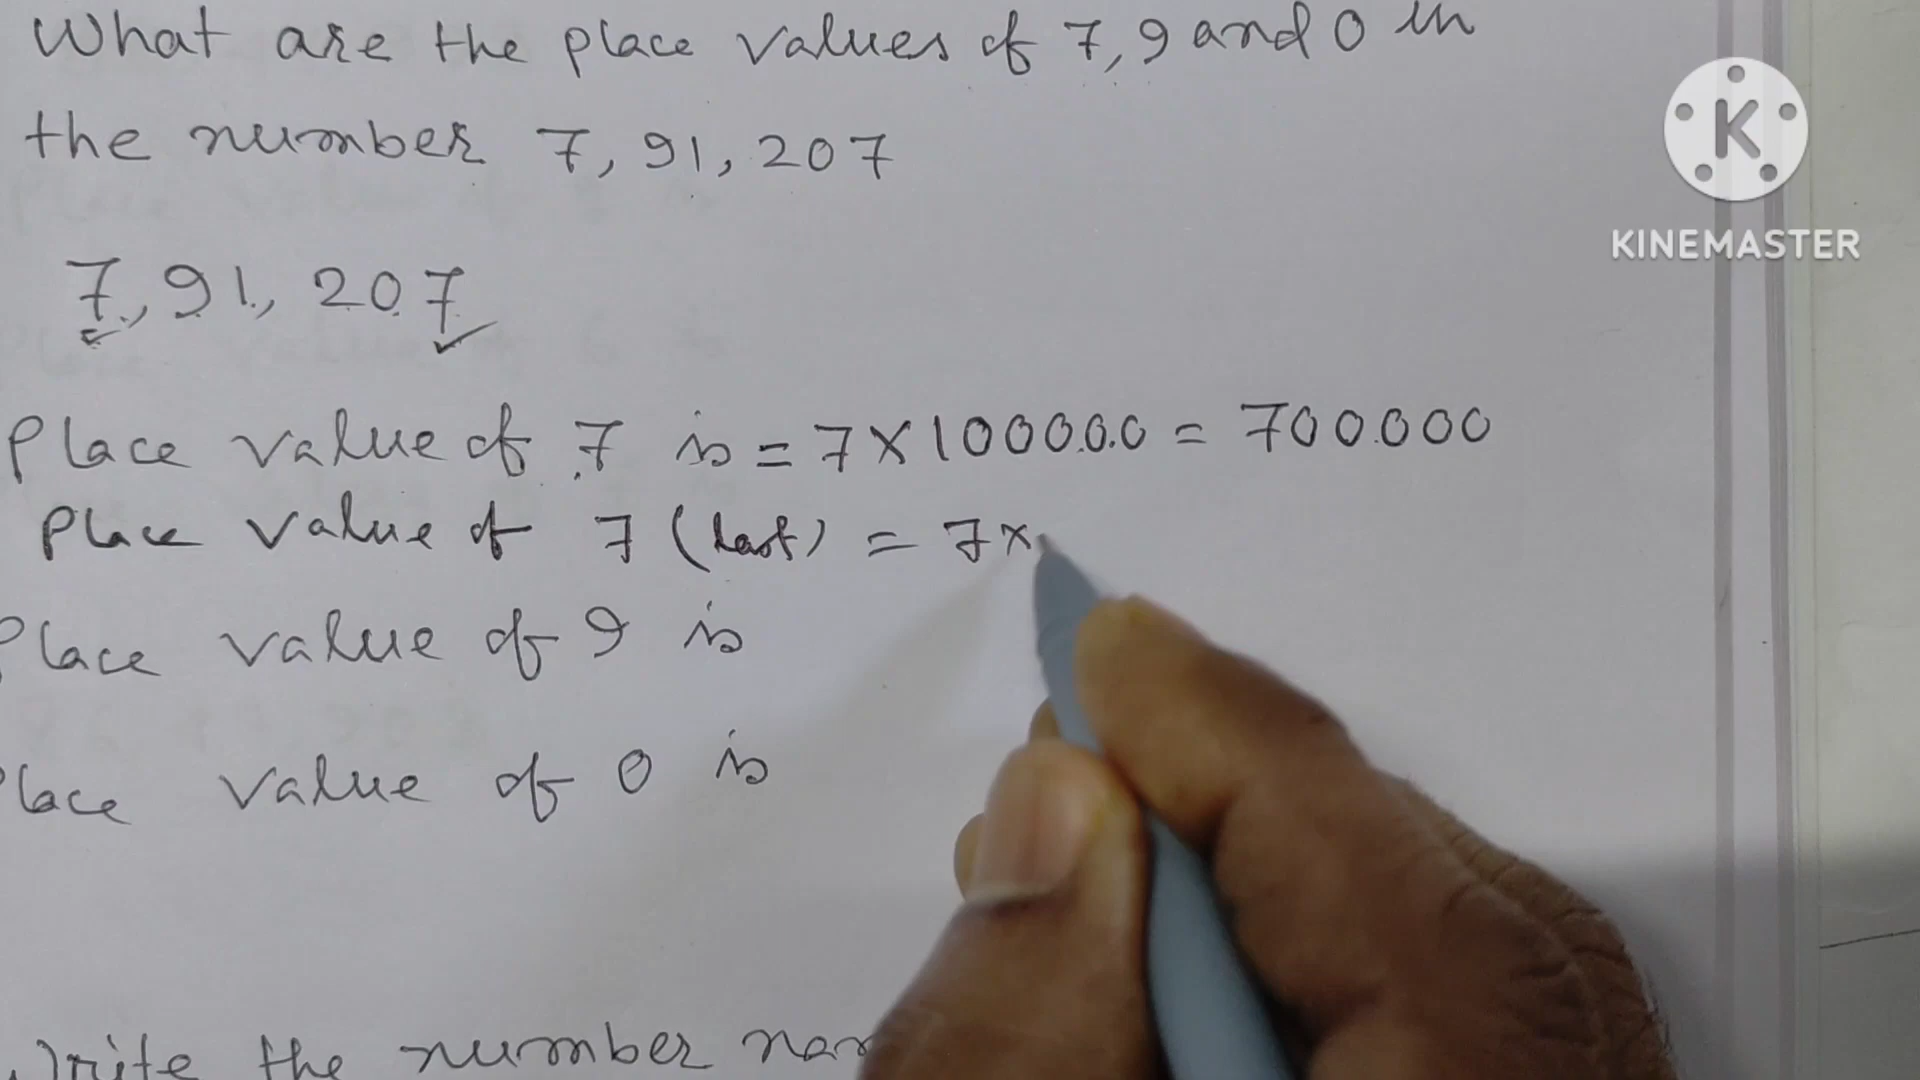 What are the place values of 7, 9 and 0 in
the number 7, 91, 207
K
KINEMASTER
7, 91, 207
Place value of 7 is = 7 × 100000 = 700000
Place value of 7 (last) = 7×
Place value of 9 is
Place value of 0 is
Write the number